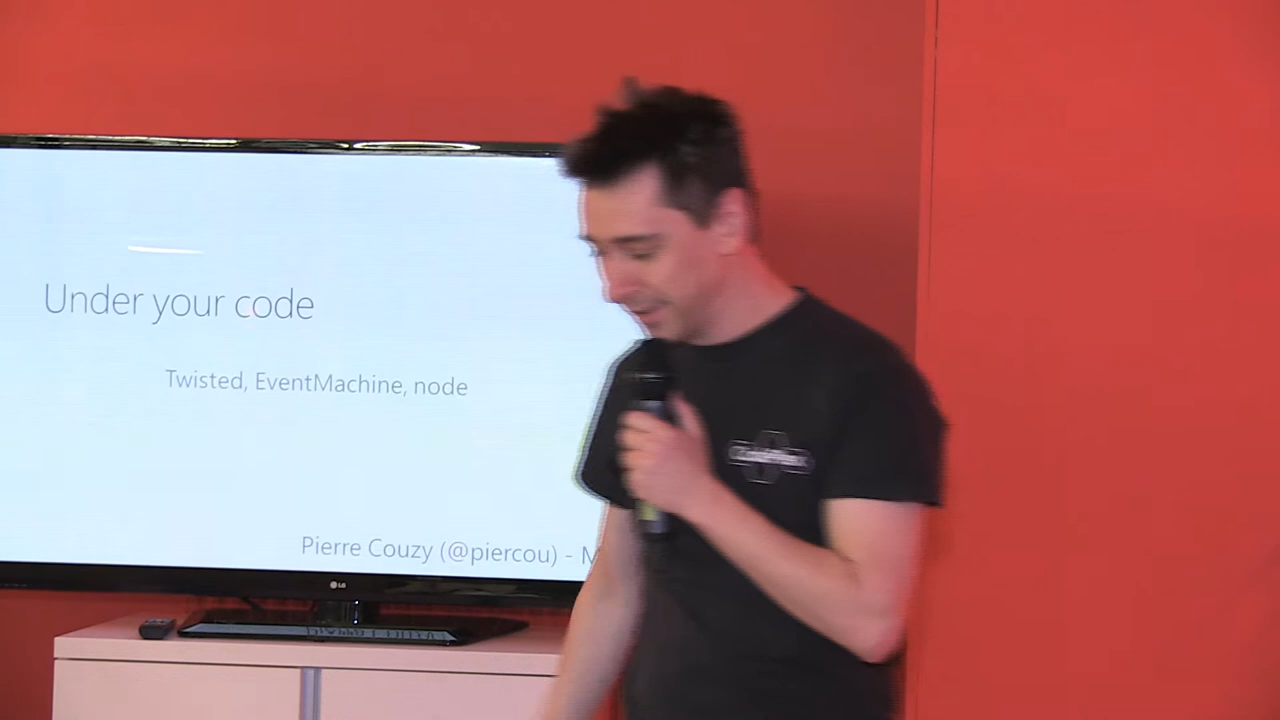 Under your code
Twisted, EventMachine, node
Pierre Couzy (@piercou) - M
LG